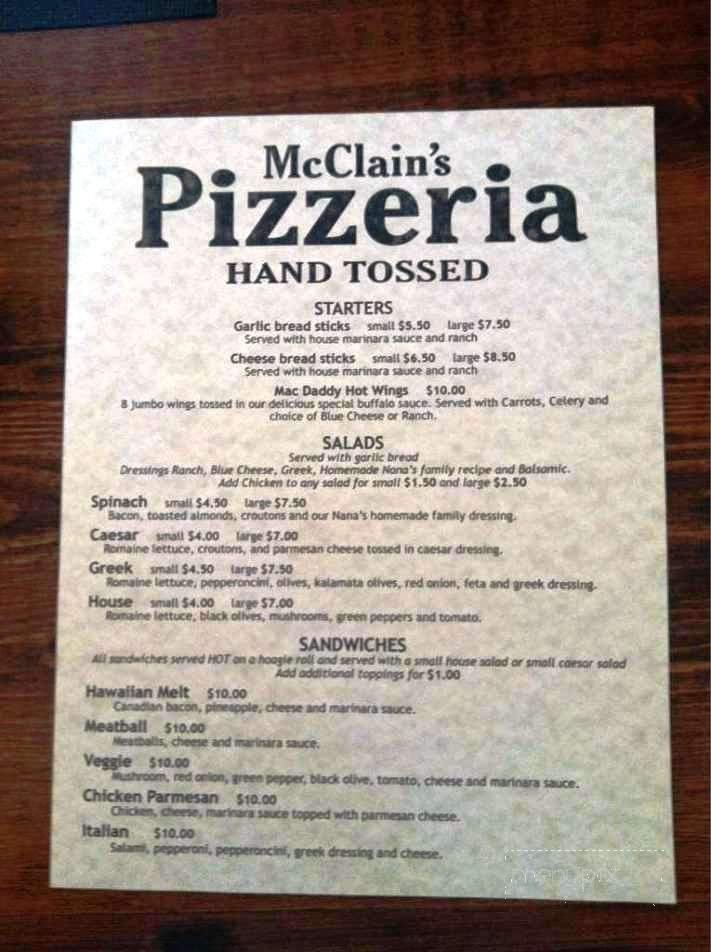 McClain's
Pizzeria
HAND TOSSED
STARTERS
Garlic bread sticks small $5.50 large $7.50
Served with house marinara sauce and ranch
Cheese bread sticks small $6.50 large $8.50
Served with house marinara sauce and ranch
Mac Daddy Hot Wings $10.00
8 jumbo wings tossed in our delicious special buffalo sauce. Served with Carrots, Celery and
choice of Blue Cheese or Ranch.
SALADS
Served with garlic bread
Dressings Ranch, Blue Cheese, Greek, Homemade Nana's family recipe and Balsamic.
Add Chicken to any salad for small $1.50 and large $2.50
Spinach small $4.50 large $7.50
Bacon, toasted almonds, croutons and our Nana's homemade family dressing.
Caesar small $4.00 large $7.00
Romaine lettuce, croutons, and parmesan cheese tossed in caesar dressing.
Greek small $4.50 large $7.50
Romaine lettuce, pepperoncini, olives, kalamata olives, red onion, feta and greek dressing.
House small $4.00 large $7.00
Romaine lettuce, black olives, mushrooms, green peppers and tomato.
SANDWICHES
All sandwiches served HOT on a hoagie roll and served with a small house salad or small caesar salad
Add additional toppings for $1.00
Hawaiian Melt $10.00
Canadian bacon, pineapple, cheese and marinara sauce.
Meatball $10.00
Meatballs, cheese and marinara sauce.
Veggie $10.00
Mushroom, red onion, green pepper, black olive, tomato, cheese and marinara sauce.
Chicken Parmesan $10.00
Chicken, cheese, marinara sauce topped with parmesan cheese.
Italian $10.00
Salami, pepperoni, pepperoncini, greek dressing and cheese.
menupix